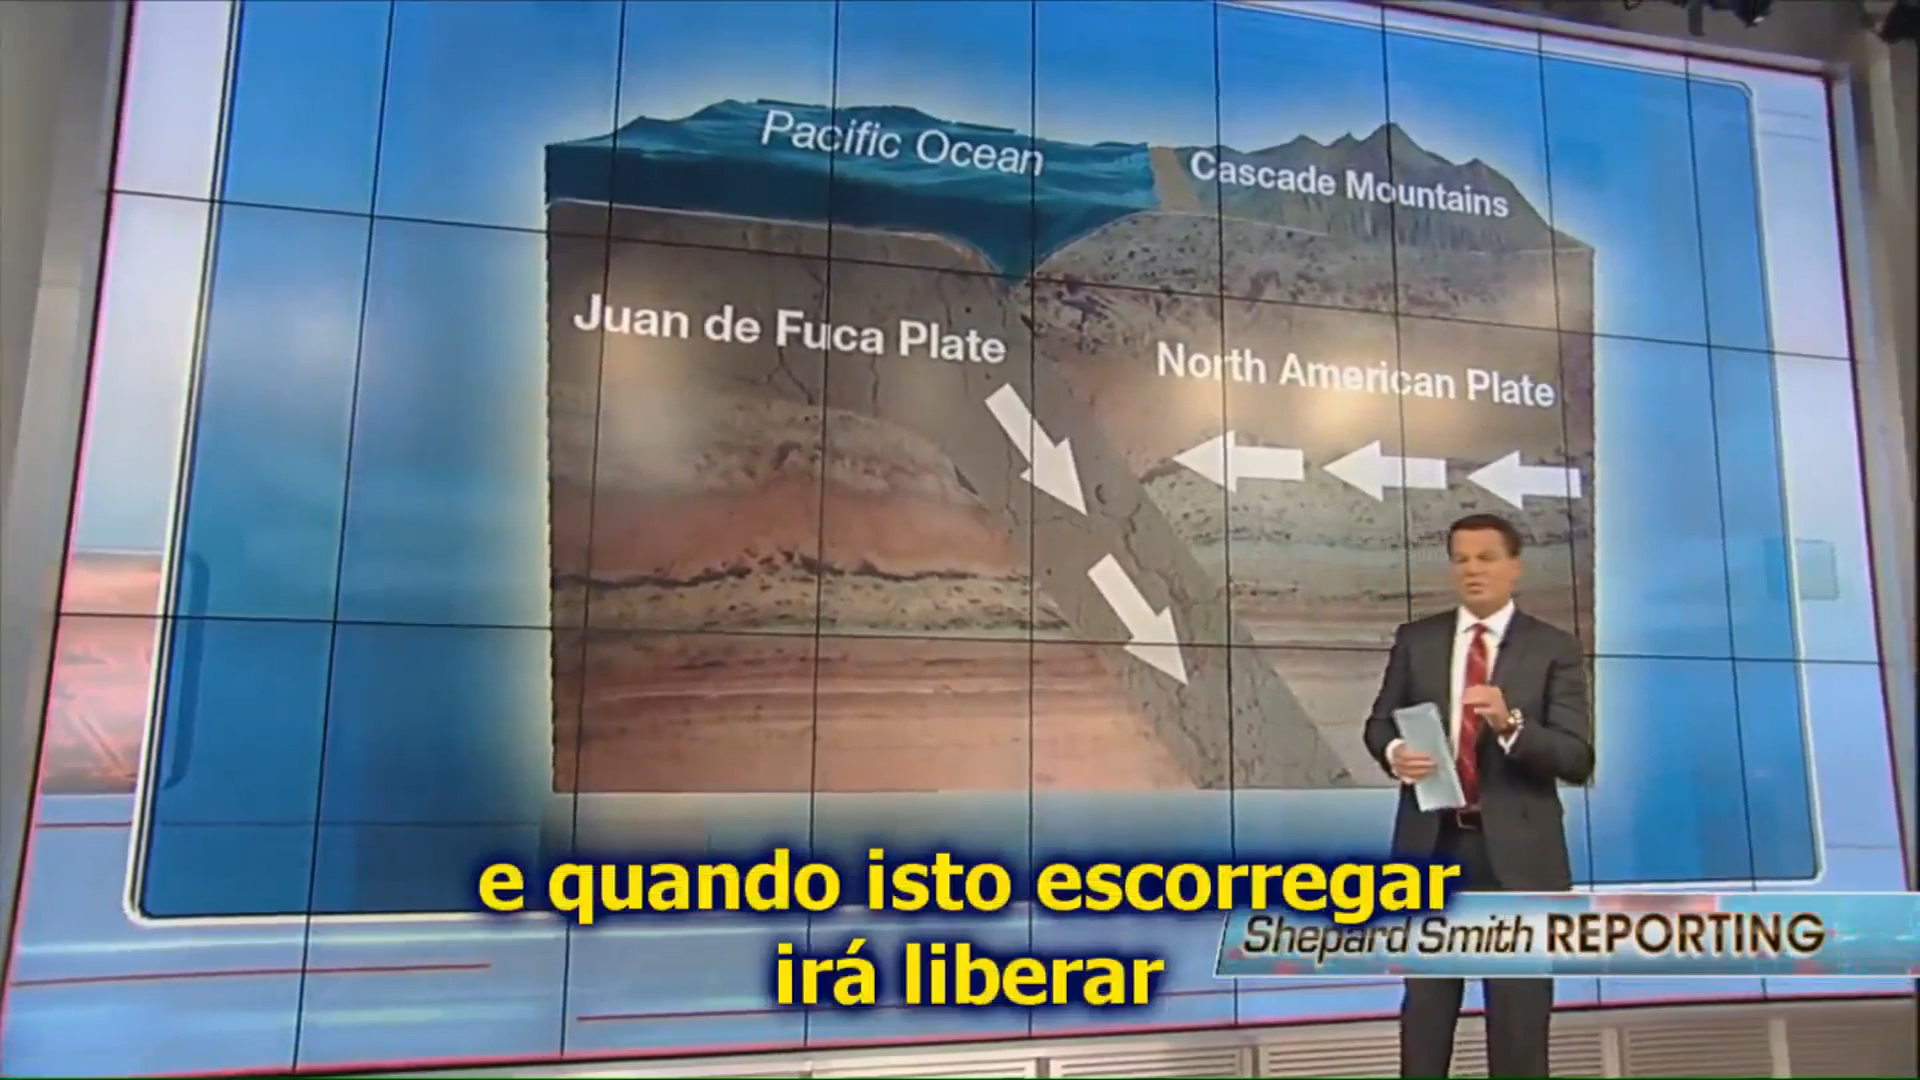 Pacific Ocean
Cascade Mountains
Juan de Fuca Plate
North American Plate
e quando isto escorregar
irá liberar
Shepard Smith REPORTING